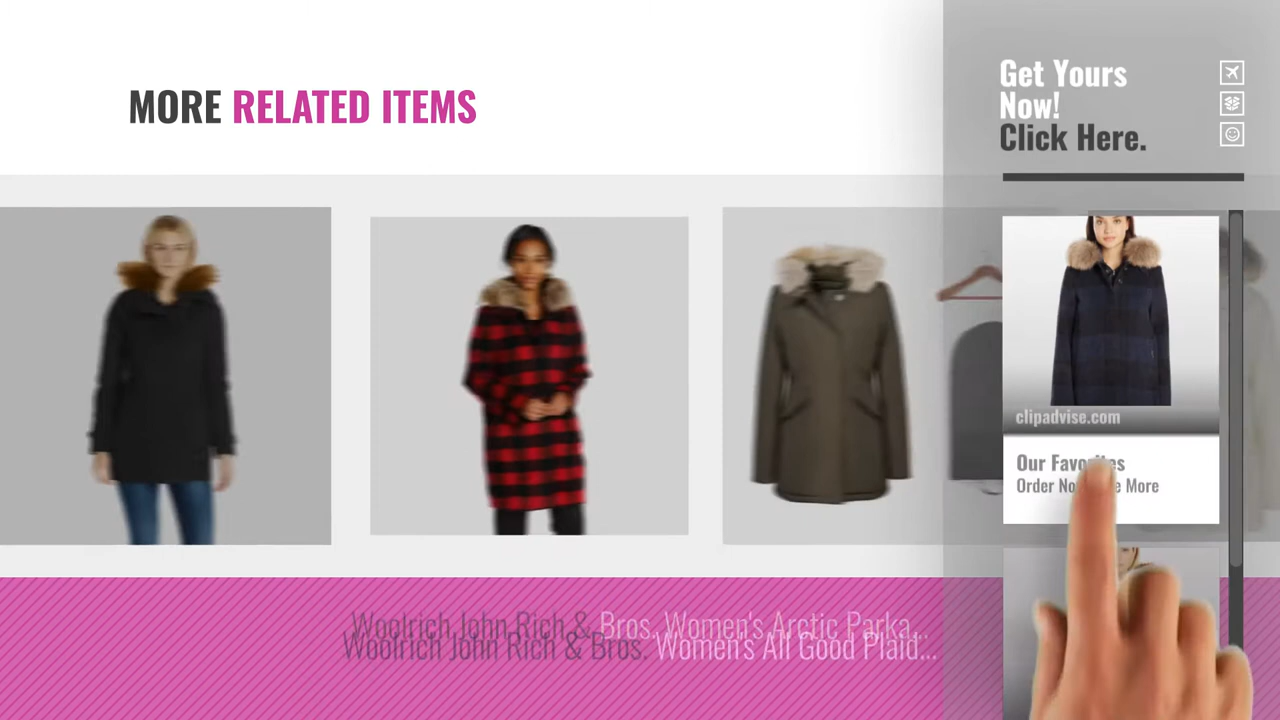 MORE RELATED ITEMS
Get Yours
Now!
Click Here.
clipadvise.com
Our Favorites
Order No e More
Woolrich John Rich & Bros. Women's Arctic Parka...
Woolrich John Rich & Bros. Women's All Good Plaid...